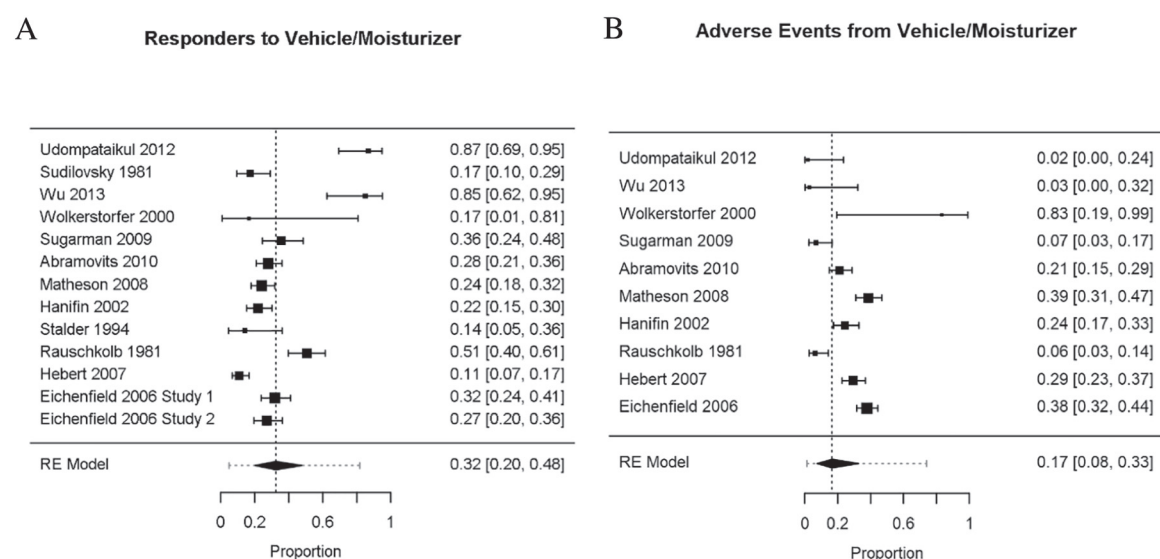 A
Responders to Vehicle/Moisturizer
Udompataikul 2012 0.87 [0.69, 0.95]
Sudilovsky 1981 0.17 [0.10, 0.29]
Wu 2013 0.85 [0.62, 0.95]
Wolkerstorfer 2000 0.17 [0.01, 0.81]
Sugarman 2009 0.36 [0.24, 0.48]
Abramovits 2010 0.28 [0.21, 0.36]
Matheson 2008 0.24 [0.18, 0.32]
Hanifin 2002 0.22 [0.15, 0.30]
Stalder 1994 0.14 [0.05, 0.36]
Rauschkolb 1981 0.51 [0.40, 0.61]
Hebert 2007 0.11 [0.07, 0.17]
Eichenfield 2006 Study 1 0.32 [0.24, 0.41]
Eichenfield 2006 Study 2 0.27 [0.20, 0.36]
RE Model 0.32 [0.20, 0.48]
0 0.2 0.6 1
Proportion
B
Adverse Events from Vehicle/Moisturizer
Udompataikul 2012 0.02 [0.00, 0.24]
Wu 2013 0.03 [0.00, 0.32]
Wolkerstorfer 2000 0.83 [0.19, 0.99]
Sugarman 2009 0.07 [0.03, 0.17]
Abramovits 2010 0.21 [0.15, 0.29]
Matheson 2008 0.39 [0.31, 0.47]
Hanifin 2002 0.24 [0.17, 0.33]
Rauschkolb 1981 0.06 [0.03, 0.14]
Hebert 2007 0.29 [0.23, 0.37]
Eichenfield 2006 0.38 [0.32, 0.44]
RE Model 0.17 [0.08, 0.33]
0 0.2 0.6 1
Proportion